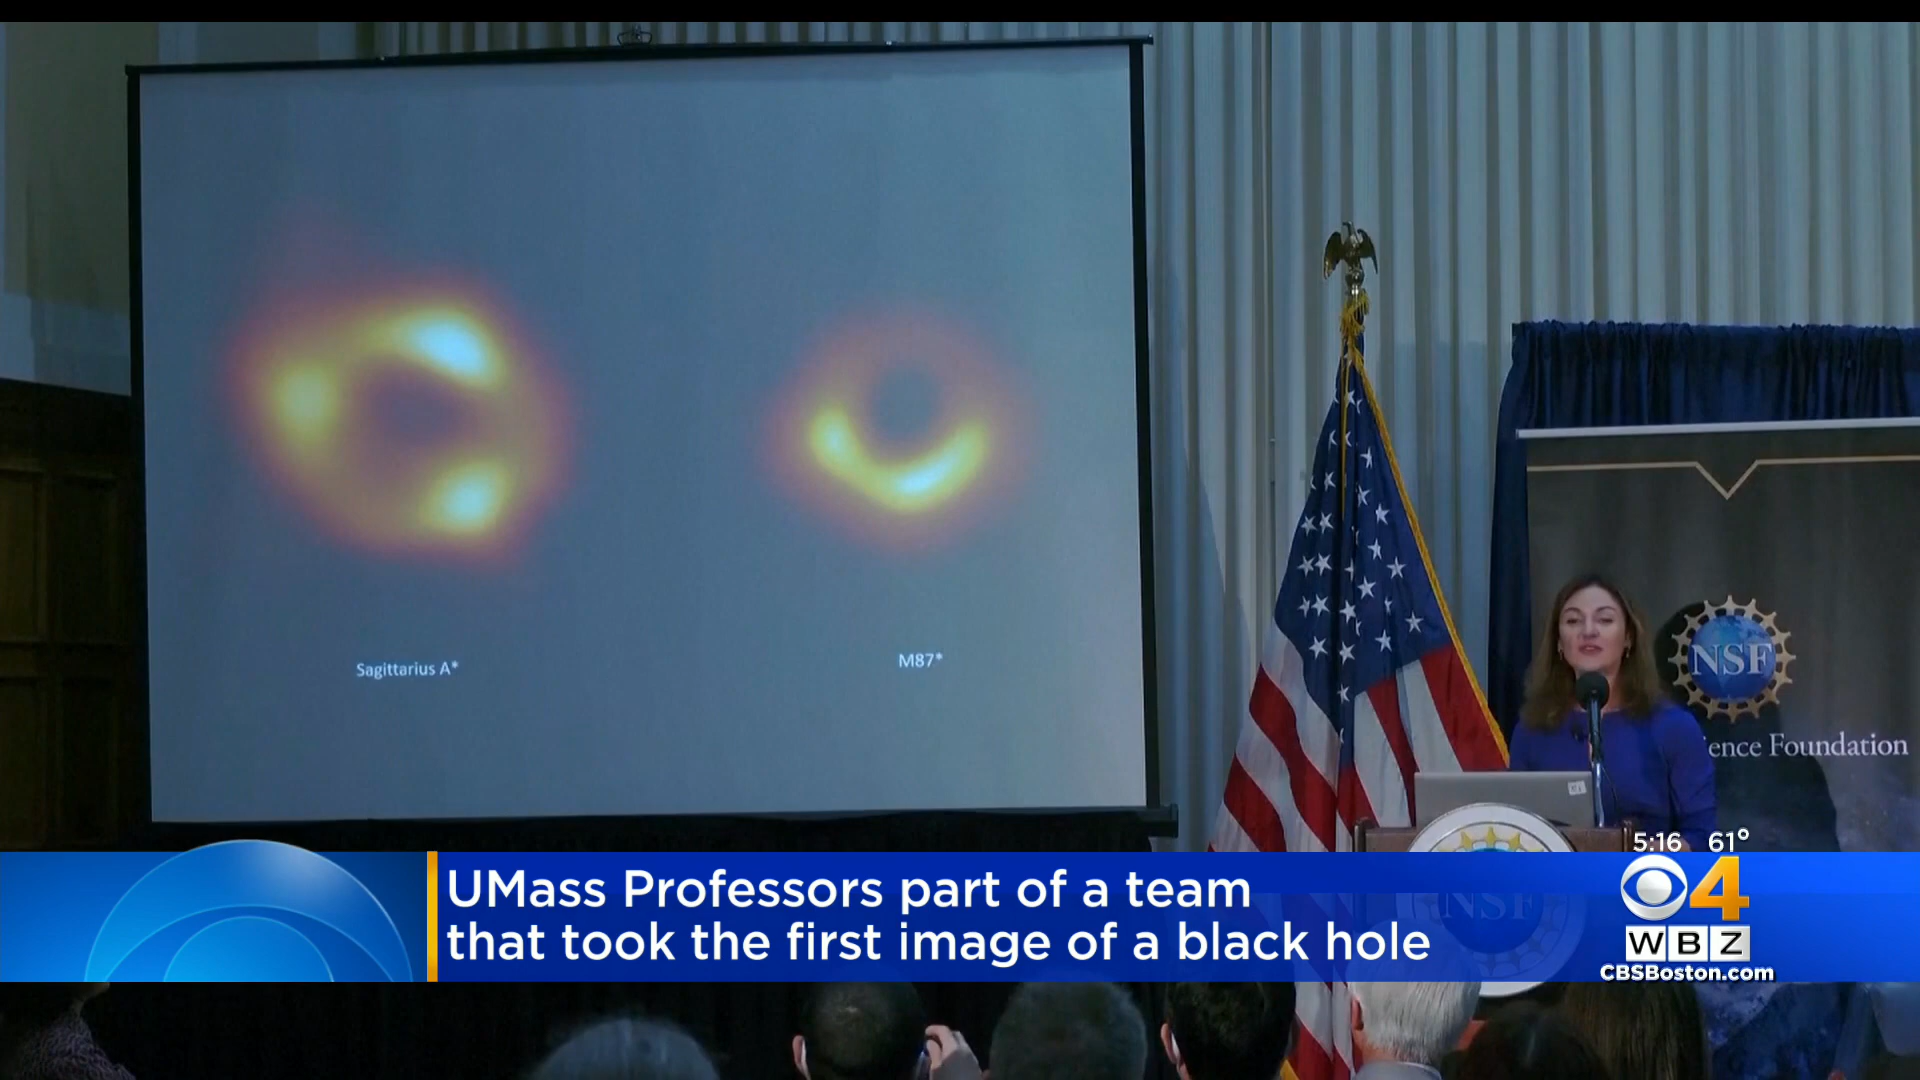 Sagittarius A*
M87*
NSF
ence Foundation
5:16 61°
UMass Professors part of a team
that took the first image of a black hole
4
NSF
WBZ
CBSBoston.com